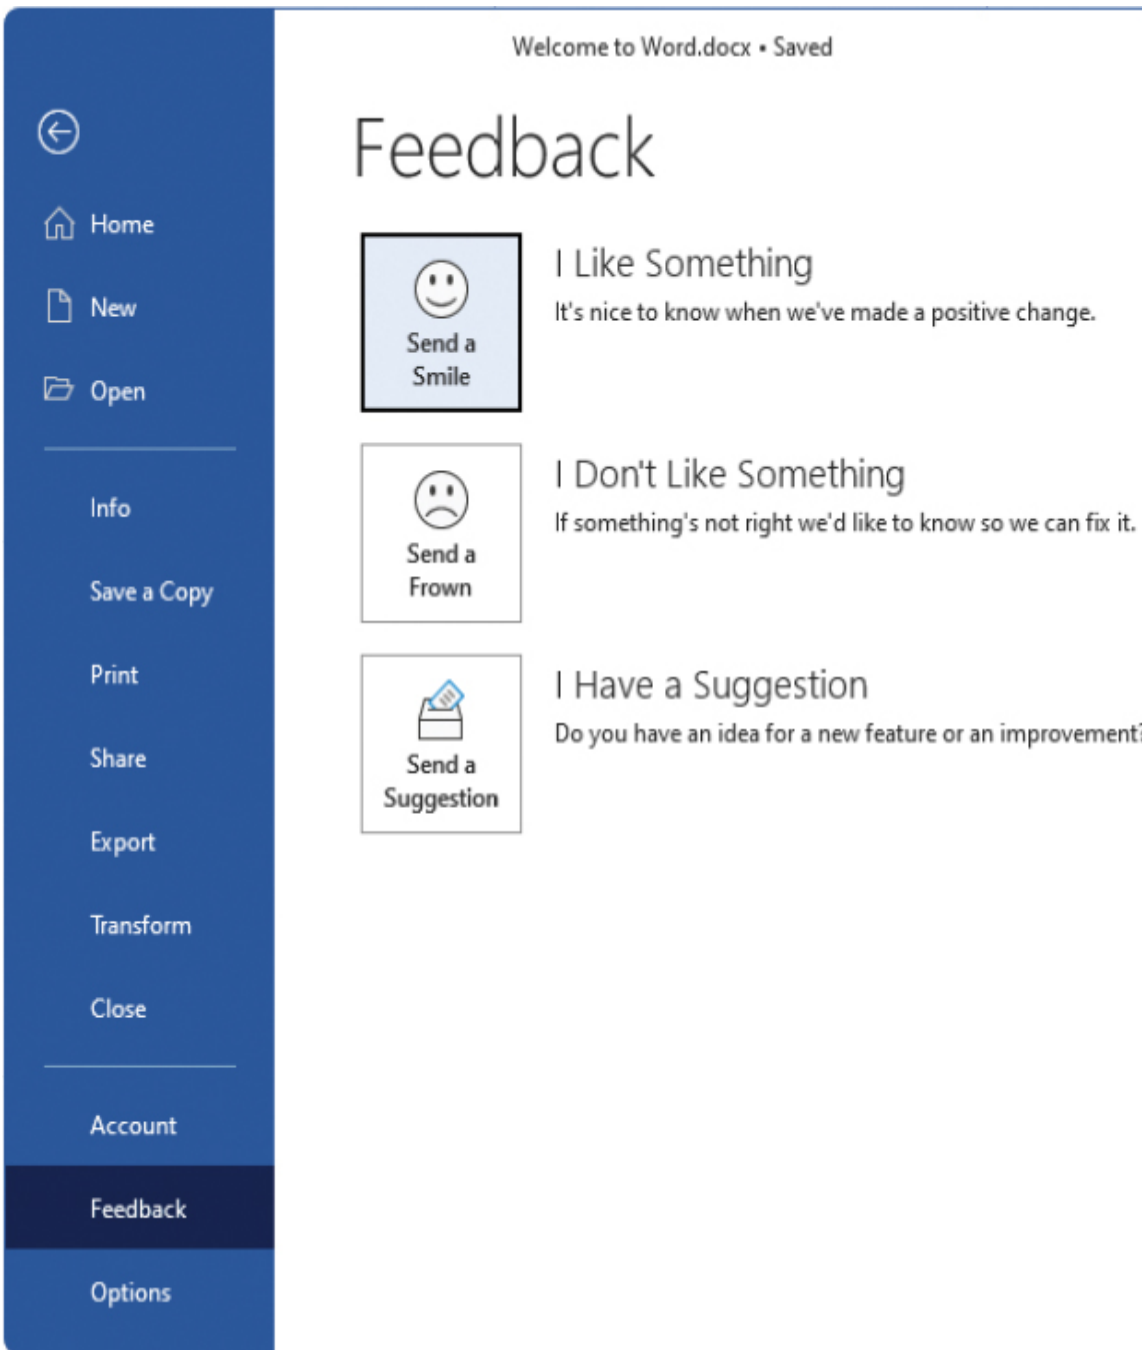 Welcome to Word.docx • Saved
Feedback
Home
New
Open
Info
Save a Copy
Print
Share
Export
Transform
Close
Account
Feedback
Options
Send a
Smile
I Like Something
It's nice to know when we've made a positive change.
Send a
Frown
I Don't Like Something
If something's not right we'd like to know so we can fix it.
Send a
Suggestion
I Have a Suggestion
Do you have an idea for a new feature or an improvement?